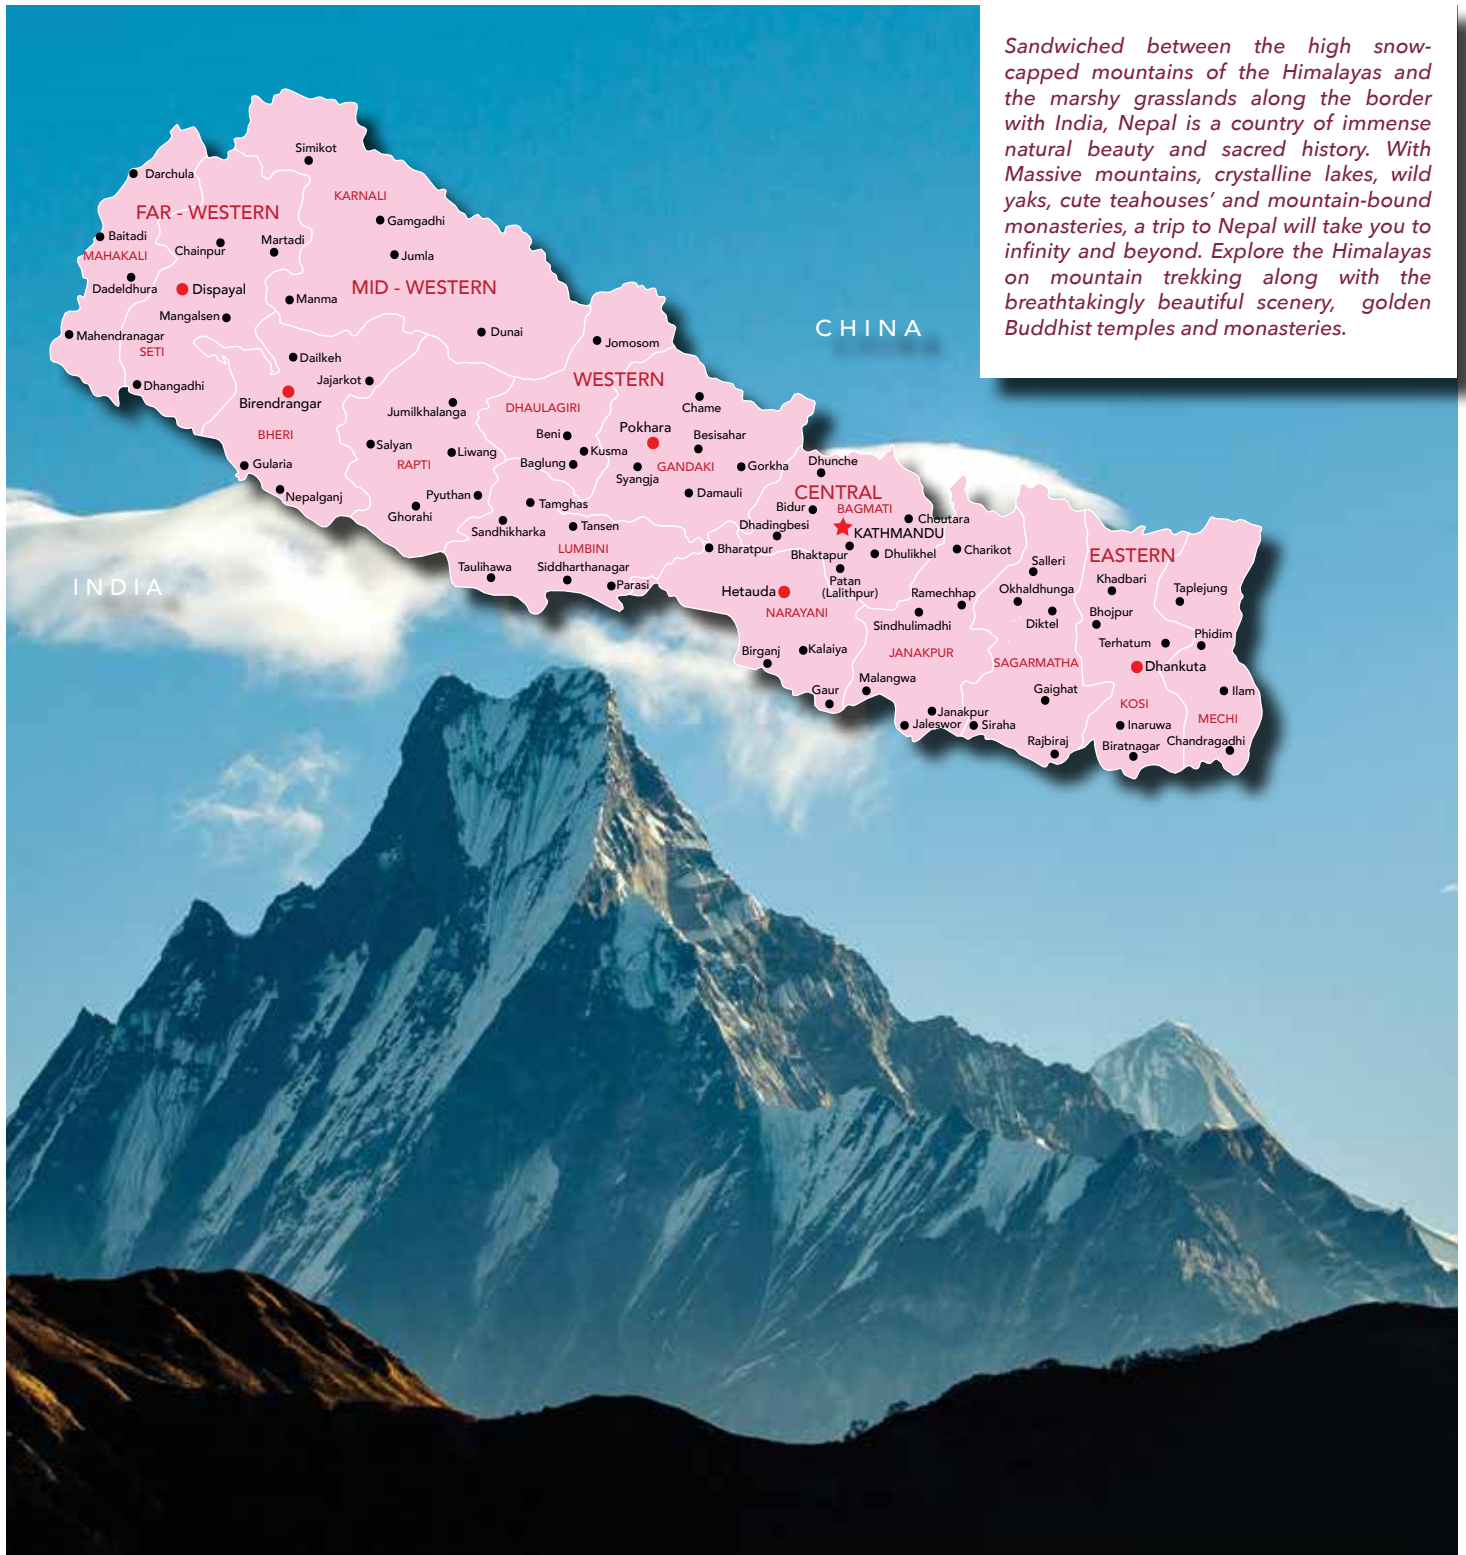 Sandwiched between the high snow-
capped mountains of the Himalayas and
the marshy grasslands along the border
with India, Nepal is a country of immense
natural beauty and sacred history. With
Massive mountains, crystalline lakes, wild
yaks, cute teahouses’ and mountain-bound
monasteries, a trip to Nepal will take you to
infinity and beyond. Explore the Himalayas
on mountain trekking along with the
breathtakingly beautiful scenery, golden
Buddhist temples and monasteries.
CHINA
INDIA
Simikot
Darchula
KARNALI
FAR - WESTERN
Gamgadhi
Baitadi
Chainpur
Martadi
MAHAKALI
Jumla
Dadeldhura
Dispayal
MID - WESTERN
Manma
Mangalsen
Mahendranagar
Dunai
Jomosom
SETI
Dailkeh
Dhangadhi
Jajarkot
WESTERN
Birendrangar
Jumilkhalanga
DHAULAGIRI
Chame
BHERI
Beni
Pokhara
Besisahar
Salyan
Liwang
Kusma
Gularia
RAPTI
Baglung
Syangja
GANDAKI
Gorkha
Dhunche
Nepalganj
Pyuthan
Damauli
CENTRAL
Ghorahi
Tamghas
Bidur
BAGMATI
Sandhikharka
Tansen
Dhadingbesi
Choutara
KATHMANDU
LUMBINI
Bharatpur
Bhaktapur
Dhulikhel
Charikot
EASTERN
Taulihawa
Siddharthanagar
Salleri
Parasi
Hetauda
Patan
(Lalithpur)
Ramechhap
Okhaldhunga
Khadbari
Taplejung
NARAYANI
Sindhulimadhi
Diktel
Bhojpur
Birganj
Kalaiya
JANAKPUR
Terhatum
Phidim
SAGARMATHA
Dhankuta
Gaur
Malangwa
Gaighat
Ilam
Janakpur
KOSI
Jaleswor
Siraha
Inaruwa
MECHI
Rajbiraj
Biratnagar
Chandragadhi